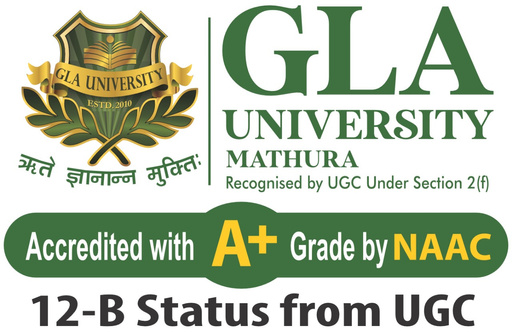 GLA UNIVERSITY
ESTD. 2010
ऋते ज्ञानान्न मुक्तिः
GLA
UNIVERSITY
MATHURA
Recognised by UGC Under Section 2(f)
Accredited with A+ Grade by NAAC
12-B Status from UGC